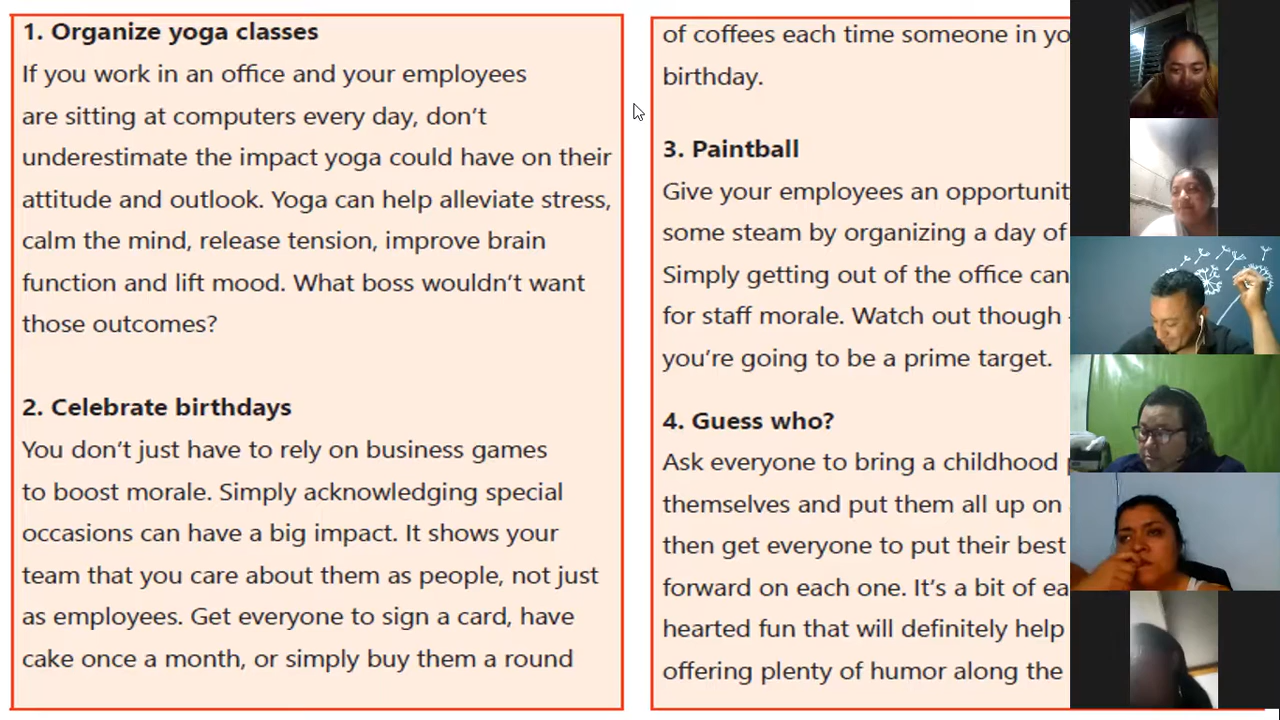 1. Organize yoga classes
If you work in an office and your employees
are sitting at computers every day, don’t
underestimate the impact yoga could have on their
attitude and outlook. Yoga can help alleviate stress,
calm the mind, release tension, improve brain
function and lift mood. What boss wouldn’t want
those outcomes?
2. Celebrate birthdays
You don’t just have to rely on business games
to boost morale. Simply acknowledging special
occasions can have a big impact. It shows your
team that you care about them as people, not just
as employees. Get everyone to sign a card, have
cake once a month, or simply buy them a round
of coffees each time someone in yo
birthday.
3. Paintball
Give your employees an opportunit
some steam by organizing a day of
Simply getting out of the office can
for staff morale. Watch out though
you’re going to be a prime target.
4. Guess who?
Ask everyone to bring a childhood
themselves and put them all up on
then get everyone to put their best
forward on each one. It’s a bit of ea
hearted fun that will definitely help
offering plenty of humor along the